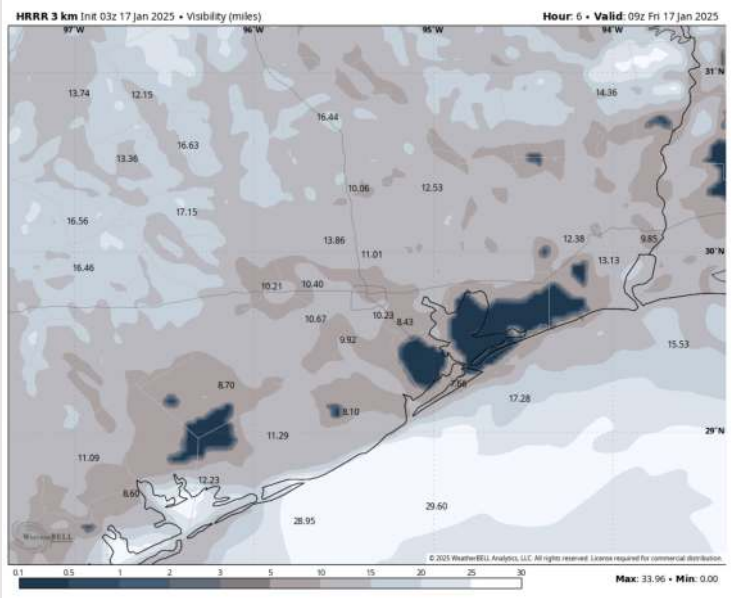 HRRR 3 km Init 03z 17 Jan 2025 • Visibility (miles)
Hour: 6 • Valid: 09z Fri 17 Jan 2025
97°W 96°W 95°W 94°W
31°N
13.74 12.15 14.36
16.44
16.63
13.36
10.06 12.53
17.15
16.56
13.86 12.38 9.85
30°N
11.01
16.46 13.13
10.21 10.40
10.67 10.23 8.43
9.92 15.53
8.70 7.66
17.28
8.10
11.29 29°N
11.09
12.23
8.60
29.60
28.95
WeatherBELL
© 2025 WeatherBELL Analytics, LLC. All rights reserved. License required for commercial distribution.
0.1 0.5 1 2 3 5 10 15 20 25 30
Max: 33.96 • Min: 0.00